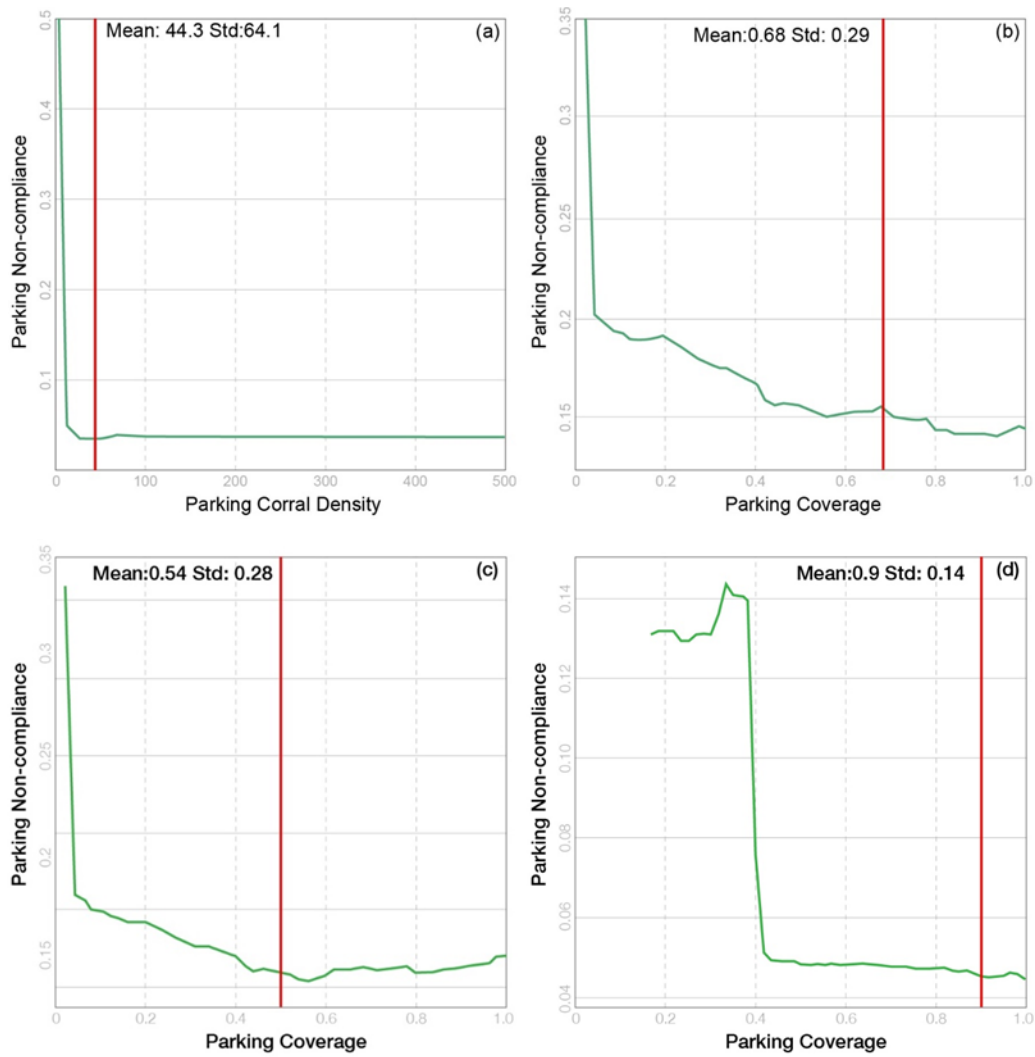 Mean: 44.3 Std:64.1
(a)
0.5
0.4
0.3
0.2
0.1
Parking Non-compliance
0 100 200 300 400 500
Parking Corral Density
Mean:0.68 Std: 0.29
(b)
0.35
0.3
0.25
0.2
0.15
Parking Non-compliance
0.2 0.4 0.6 0.8 1.0
Parking Coverage
Mean:0.54 Std: 0.28
(c)
0.35
0.3
0.25
0.2
0.15
Parking Non-compliance
0 0.2 0.4 0.6 0.8 1.0
Parking Coverage
Mean:0.9 Std: 0.14
(d)
0.14
0.12
0.10
0.08
0.06
0.04
Parking Non-compliance
0.2 0.4 0.6 0.8 1.0
Parking Coverage